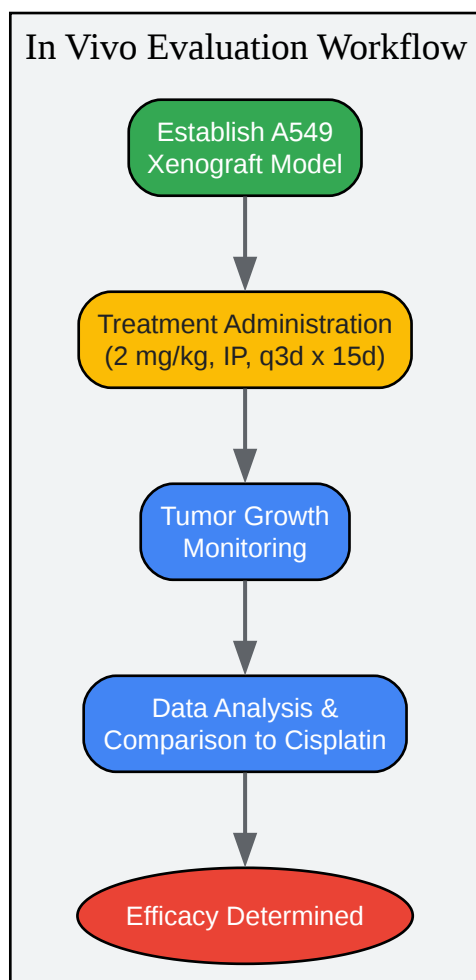 In Vivo Evaluation Workflow
Establish A549
Xenograft Model
Treatment Administration
(2 mg/kg, IP, q3d x 15d)
Tumor Growth
Monitoring
Data Analysis &
Comparison to Cisplatin
Efficacy Determined